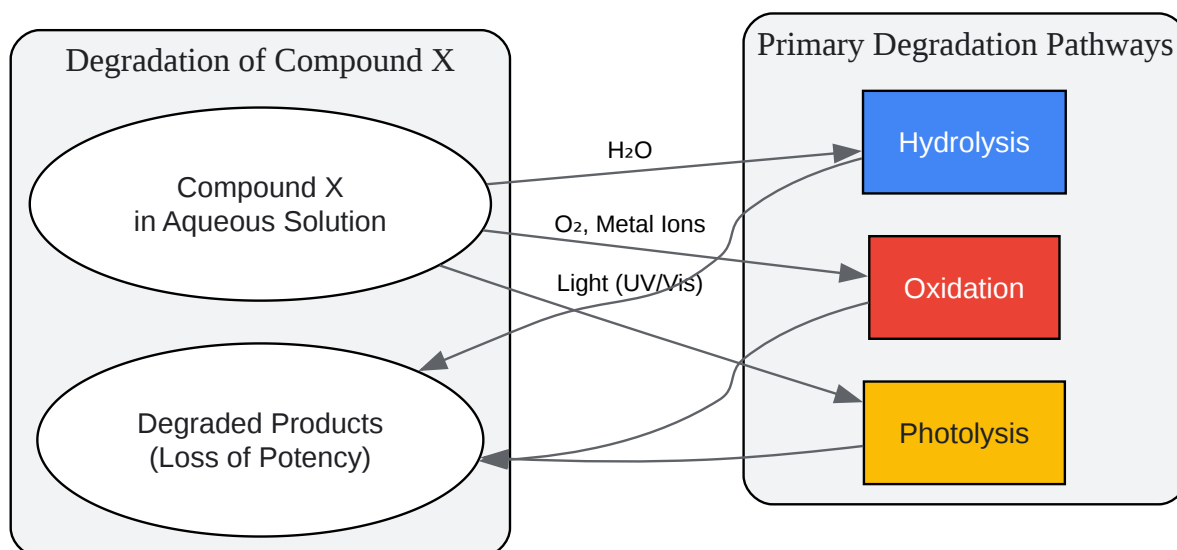 Degradation of Compound X
Compound X
in Aqueous Solution
Degraded Products
(Loss of Potency)
H₂O
O₂, Metal Ions
Light (UV/Vis)
Primary Degradation Pathways
Hydrolysis
Oxidation
Photolysis